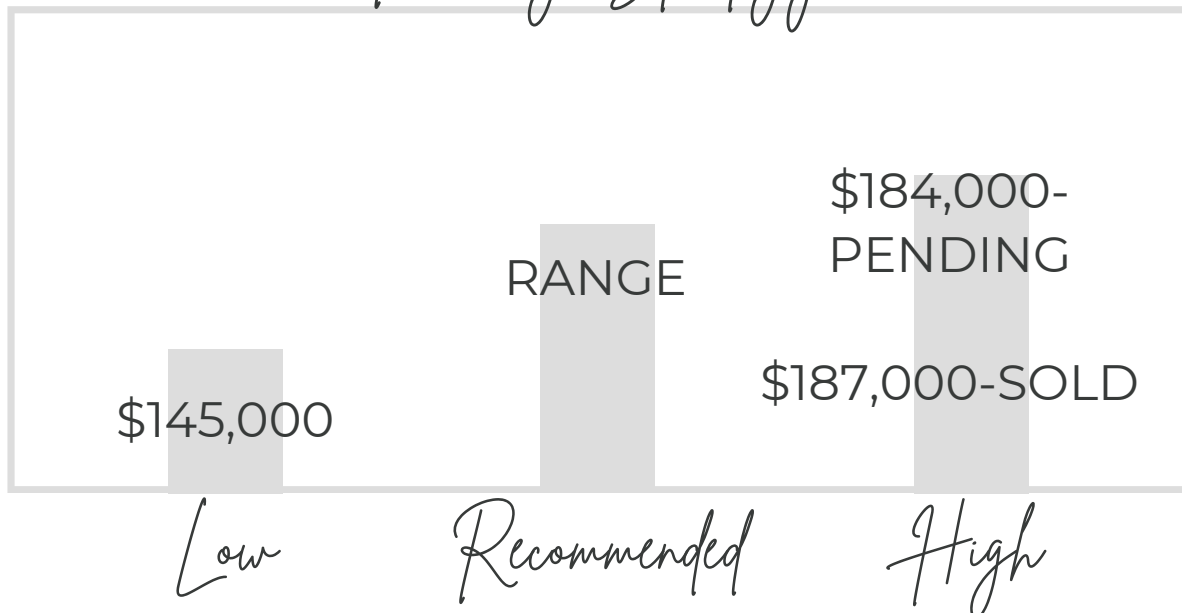 $184,000-
PENDING
RANGE
$187,000-SOLD
$145,000
Low Recommended High